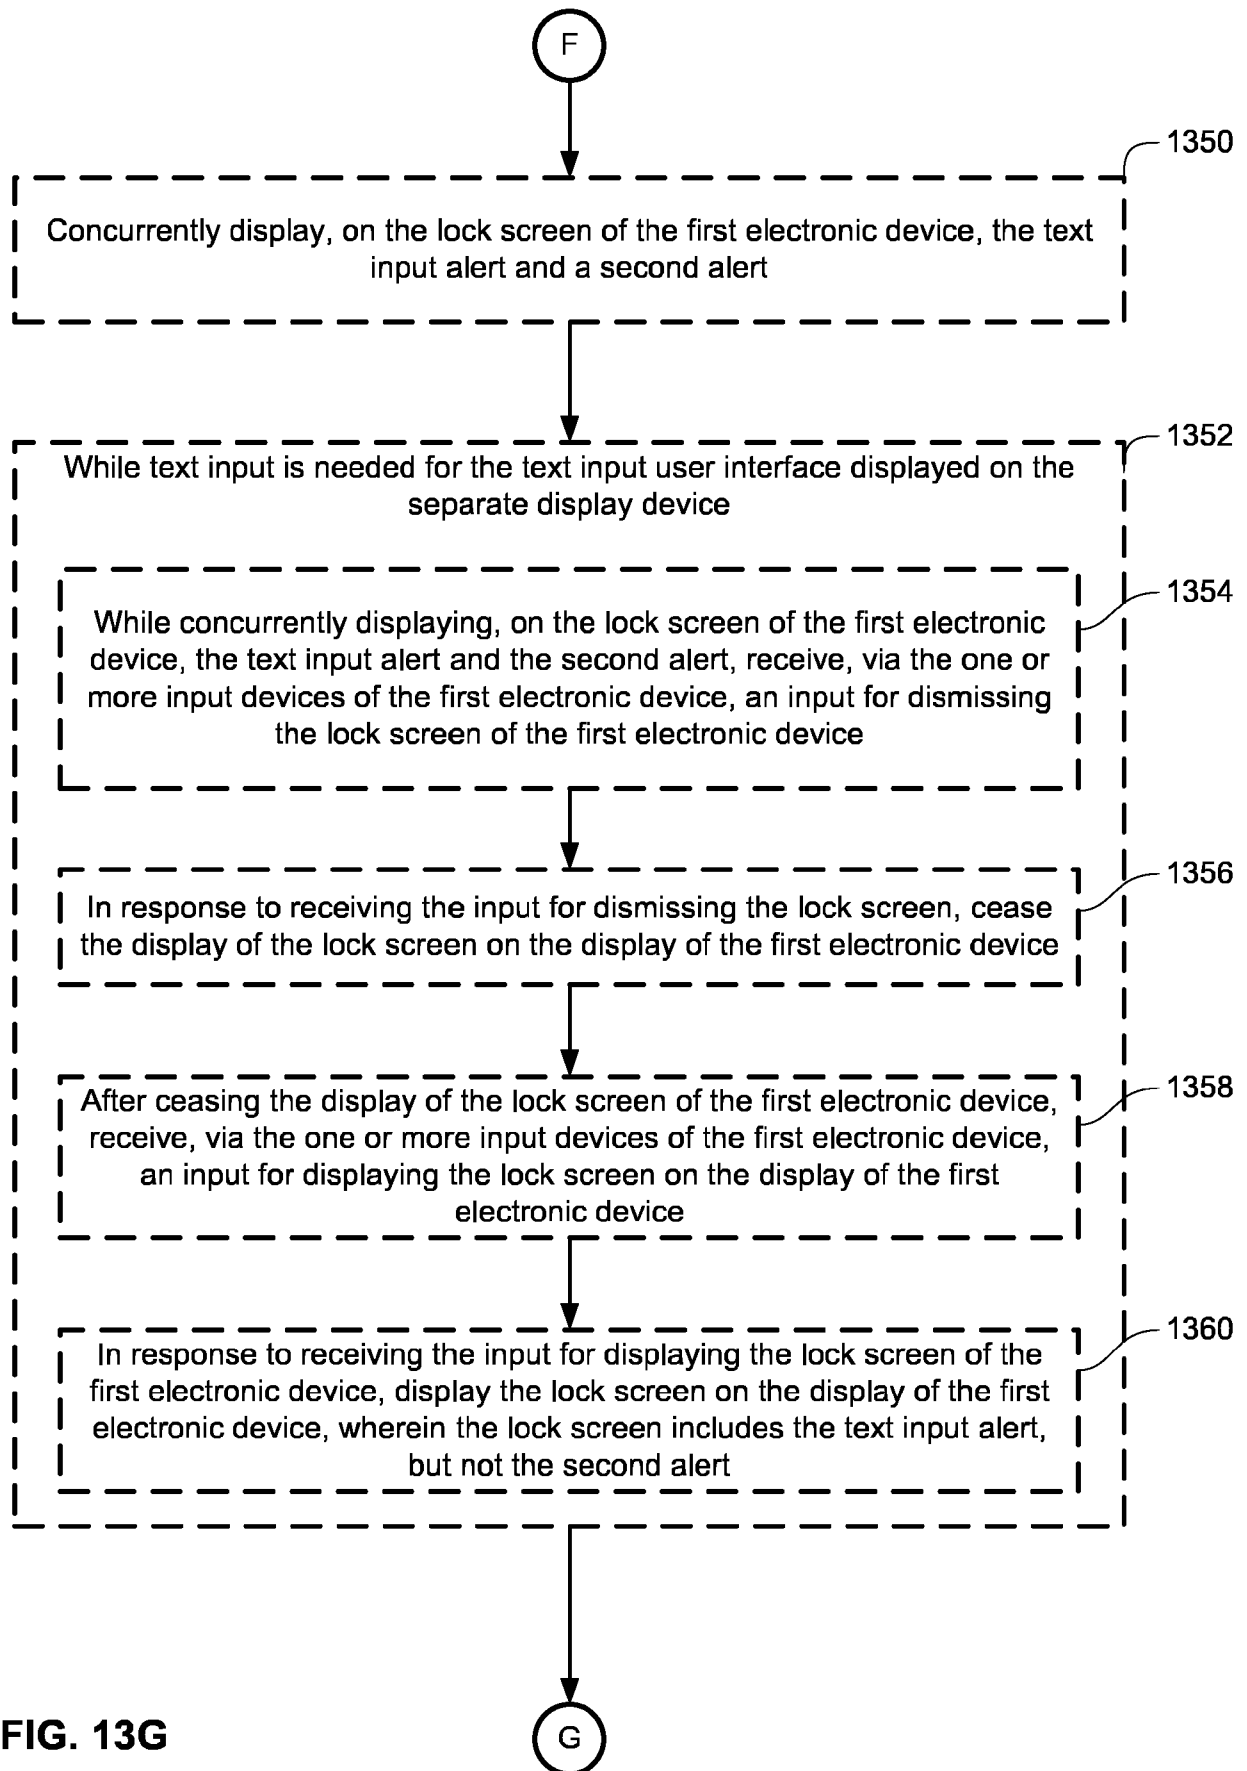 F
1350
Concurrently display, on the lock screen of the first electronic device, the text
input alert and a second alert
1352
While text input is needed for the text input user interface displayed on the
separate display device
1354
While concurrently displaying, on the lock screen of the first electronic
device, the text input alert and the second alert, receive, via the one or
more input devices of the first electronic device, an input for dismissing
the lock screen of the first electronic device
1356
In response to receiving the input for dismissing the lock screen, cease
the display of the lock screen on the display of the first electronic device
1358
After ceasing the display of the lock screen of the first electronic device,
receive, via the one or more input devices of the first electronic device,
an input for displaying the lock screen on the display of the first
electronic device
1360
In response to receiving the input for displaying the lock screen of the
first electronic device, display the lock screen on the display of the first
electronic device, wherein the lock screen includes the text input alert,
but not the second alert
FIG. 13G
G